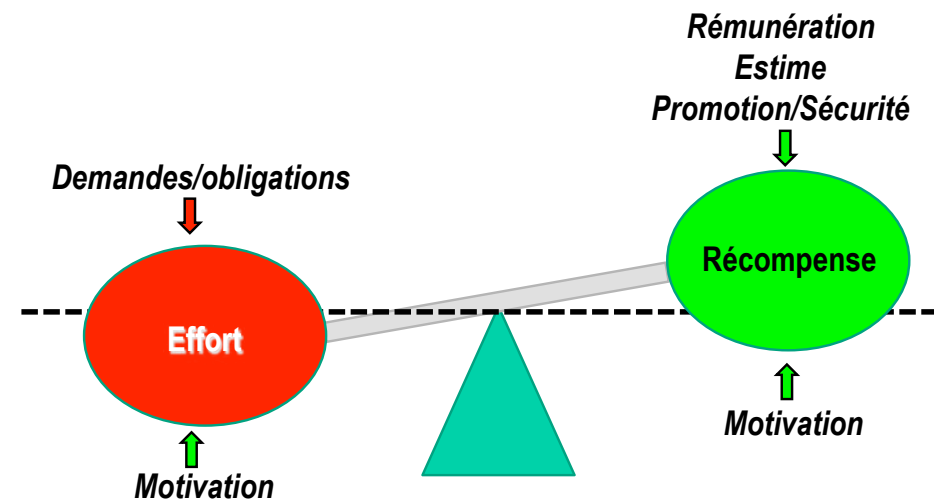 Rémunération
Estime
Promotion/Sécurité
Demandes/obligations
Récompense
Effort
Motivation
Motivation